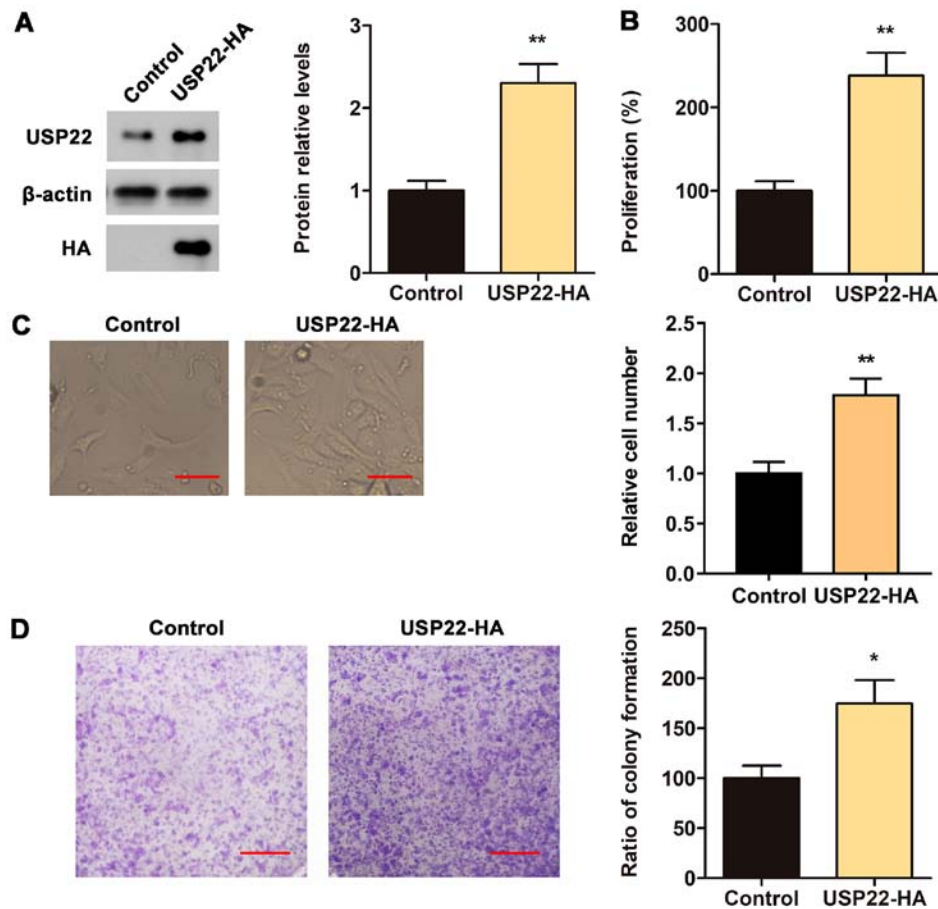 A
Control
USP22-HA
USP22
β-actin
HA
Protein relative levels
3
2
1
0
**
Control
USP22-HA
B
Proliferation (%)
300
200
100
0
**
Control
USP22-HA
C
Control
USP22-HA
Relative cell number
2.5
2.0
1.5
1.0
0.5
0.0
**
Control USP22-HA
D
Control
USP22-HA
Ratio of colony formation
250
200
150
100
50
0
*
Control
USP22-HA